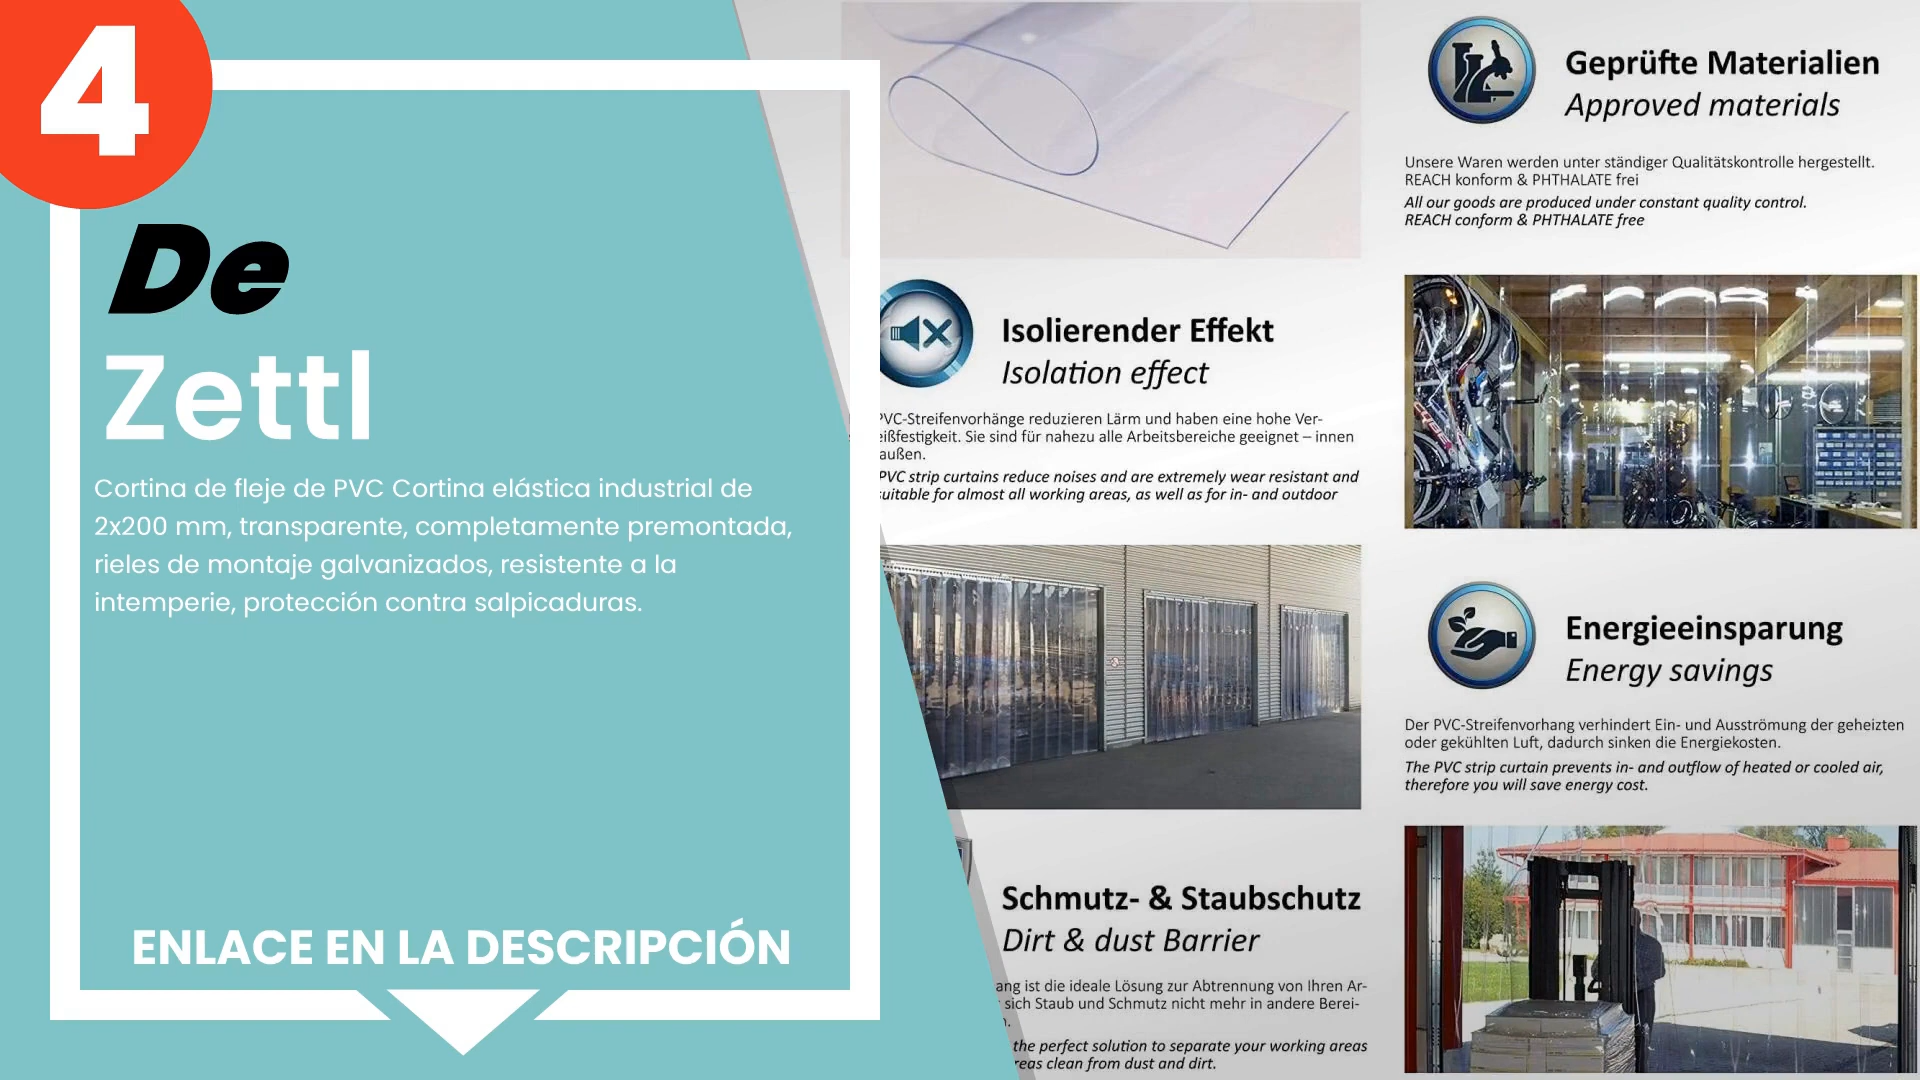 4
De
Zettl
Cortina de fleje de PVC Cortina elástica industrial de
2x200 mm, transparente, completamente premontada,
rieles de montaje galvanizados, resistente a la
intemperie, protección contra salpicaduras.
ENLACE EN LA DESCRIPCIÓN
Isolierender Effekt
Isolation effect
PVC-Streifenvorhänge reduzieren Lärm und haben eine hohe Ver-
eißfestigkeit. Sie sind für nahezu alle Arbeitsbereiche geeignet – innen
außen.
PVC strip curtains reduce noises and are extremely wear resistant and
suitable for almost all working areas, as well as for in- and outdoor
Schmutz- & Staubschutz
Dirt & dust Barrier
ang ist die ideale Lösung zur Abtrennung von Ihren Ar-
sich Staub und Schmutz nicht mehr in andere Berei-
the perfect solution to separate your working areas
reas clean from dust and dirt.
Geprüfte Materialien
Approved materials
Unsere Waren werden unter ständiger Qualitätskontrolle hergestellt.
REACH konform & PHTHALATE frei
All our goods are produced under constant quality control.
REACH conform & PHTHALATE free
Energieeinsparung
Energy savings
Der PVC-Streifenvorhang verhindert Ein- und Ausströmung der geheizten
oder gekühlten Luft, dadurch sinken die Energiekosten.
The PVC strip curtain prevents in- and outflow of heated or cooled air,
therefore you will save energy cost.